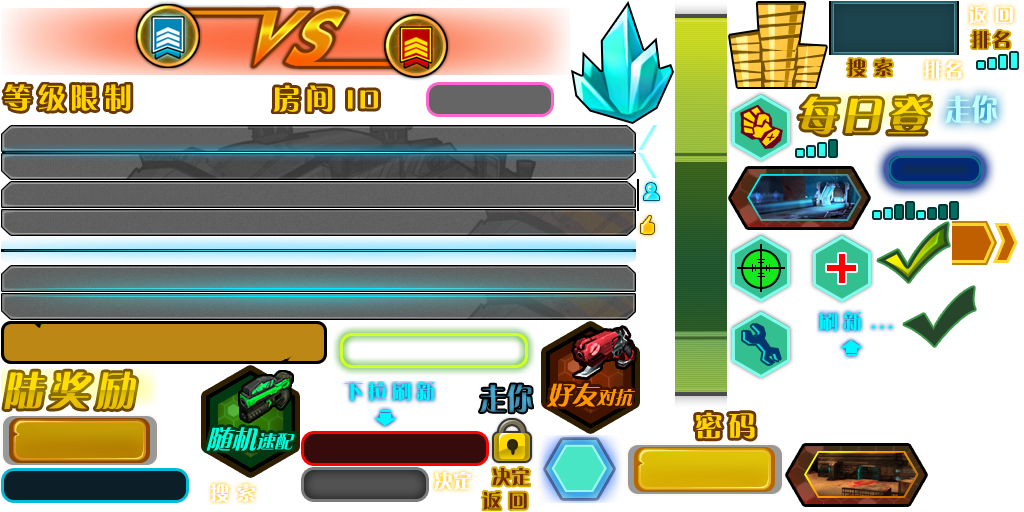 VS
返回
排名
搜索
排名
等级限制
房间 ID
每日登
走你
刷新...
陆奖励
下拉刷新
走你
好友对抗
随机速配
密码
搜索
决定
决定
返回